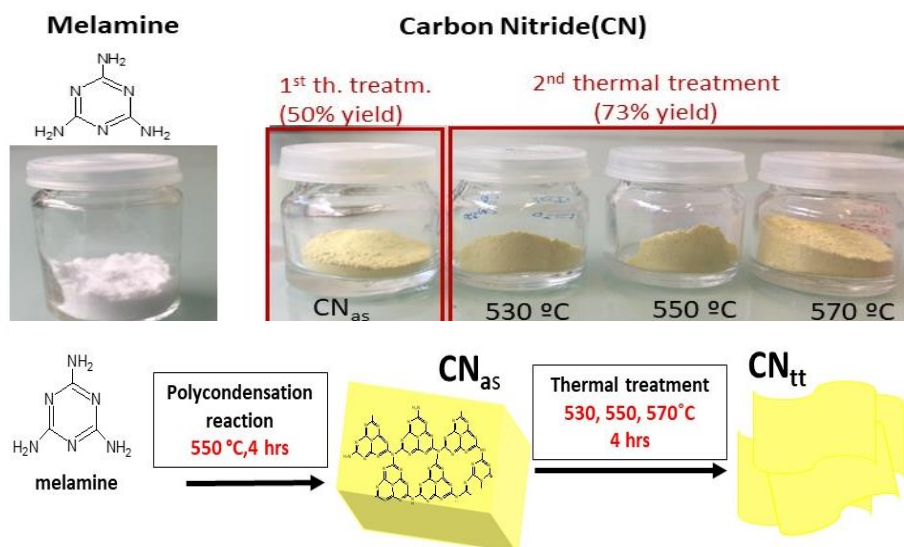 Melamine
Carbon Nitride(CN)
NH₂
H₂N
NH₂
N
N
N
1st th. treatm.
(50% yield)
2nd thermal treatment
(73% yield)
CNas
530 ºC
550 ºC
570 ºC
NH₂
N
N
N
H₂N
NH₂
melamine
Polycondensation
reaction
550 °C,4 hrs
CNas
Thermal treatment
530, 550, 570°C
4 hrs
CNtt